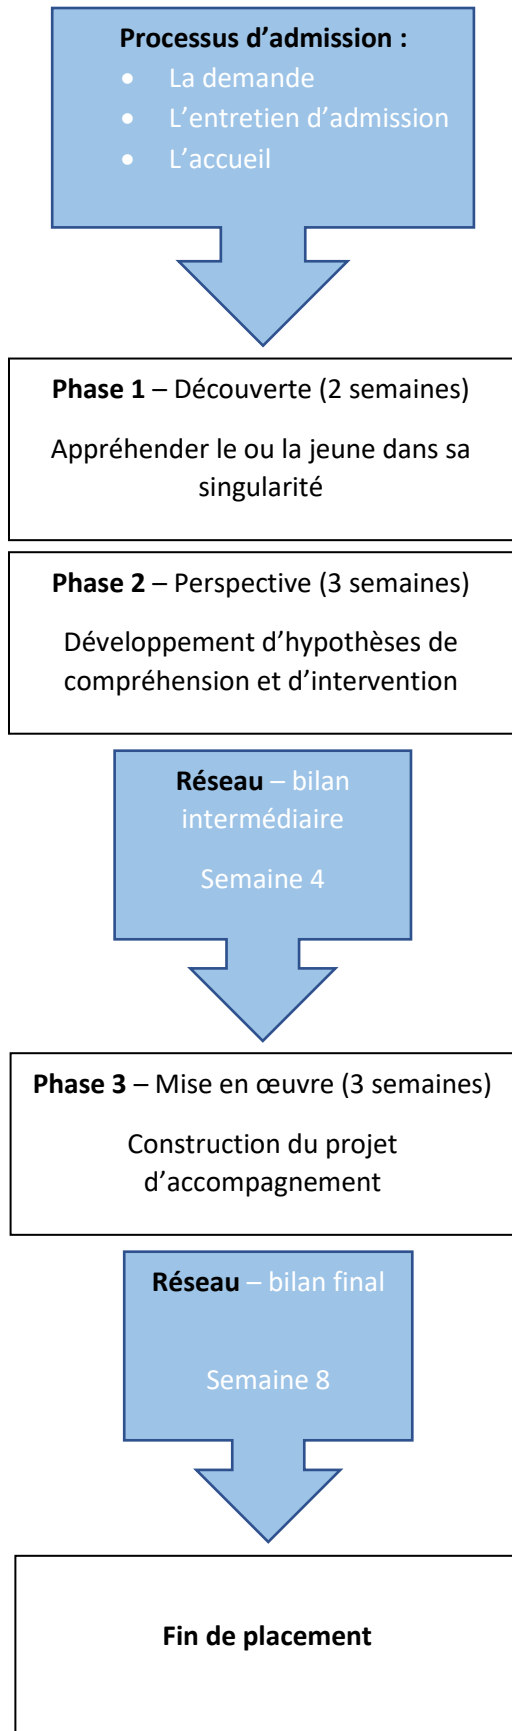 Processus d’admission :
• La demande
• L’entretien d’admission
• L’accueil
Phase 1 – Découverte (2 semaines)
Appréhender le ou la jeune dans sa
singularité
Phase 2 – Perspective (3 semaines)
Développement d’hypothèses de
compréhension et d’intervention
Réseau – bilan
intermédiaire
Semaine 4
Phase 3 – Mise en œuvre (3 semaines)
Construction du projet
d’accompagnement
Réseau – bilan final
Semaine 8
Fin de placement